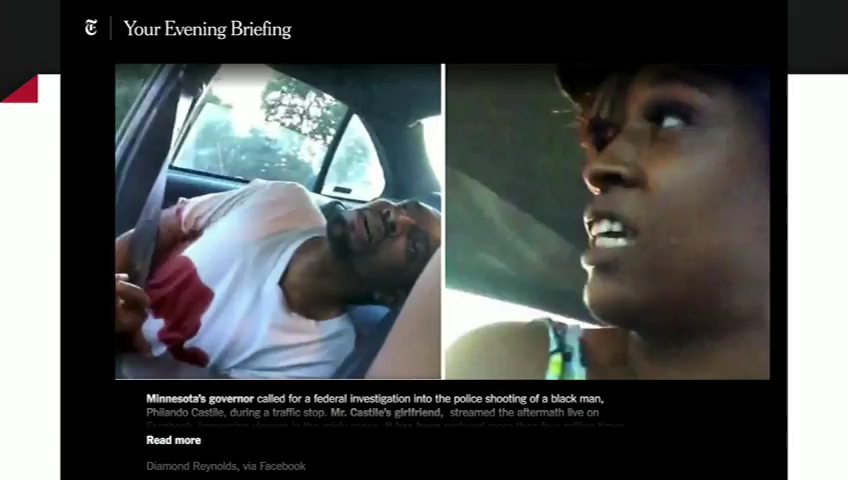 T
Your Evening Briefing
Minnesota's governor called for a federal investigation into the police shooting of a black man,
Philando Castile, during a traffic stop. Mr. Castile's girlfriend, streamed the aftermath live on
Read more
Diamond Reynolds, via Facebook